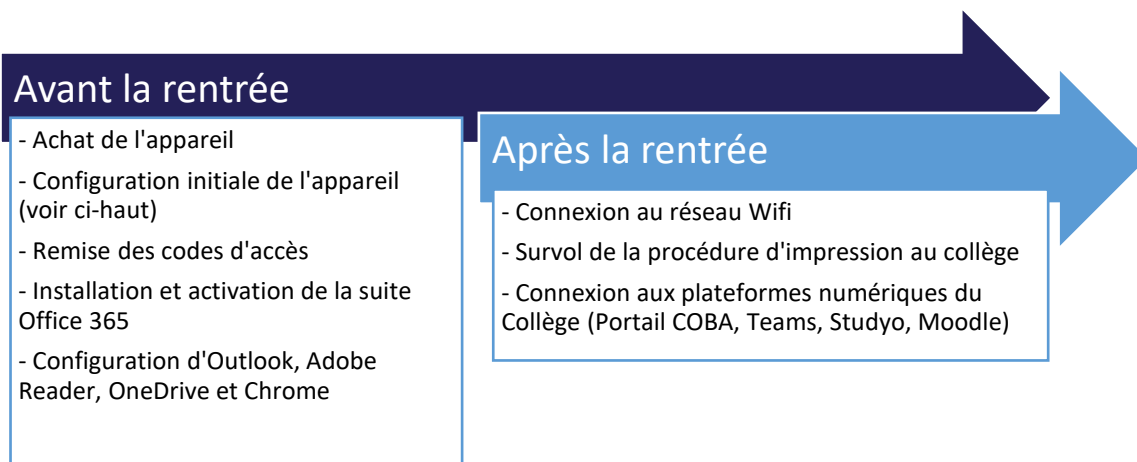 Avant la rentrée
- Achat de l'appareil
- Configuration initiale de l'appareil
(voir ci-haut)
- Remise des codes d'accès
- Installation et activation de la suite
Office 365
- Configuration d'Outlook, Adobe
Reader, OneDrive et Chrome
Après la rentrée
- Connexion au réseau Wifi
- Survol de la procédure d'impression au collège
- Connexion aux plateformes numériques du
Collège (Portail COBA, Teams, Studyo, Moodle)